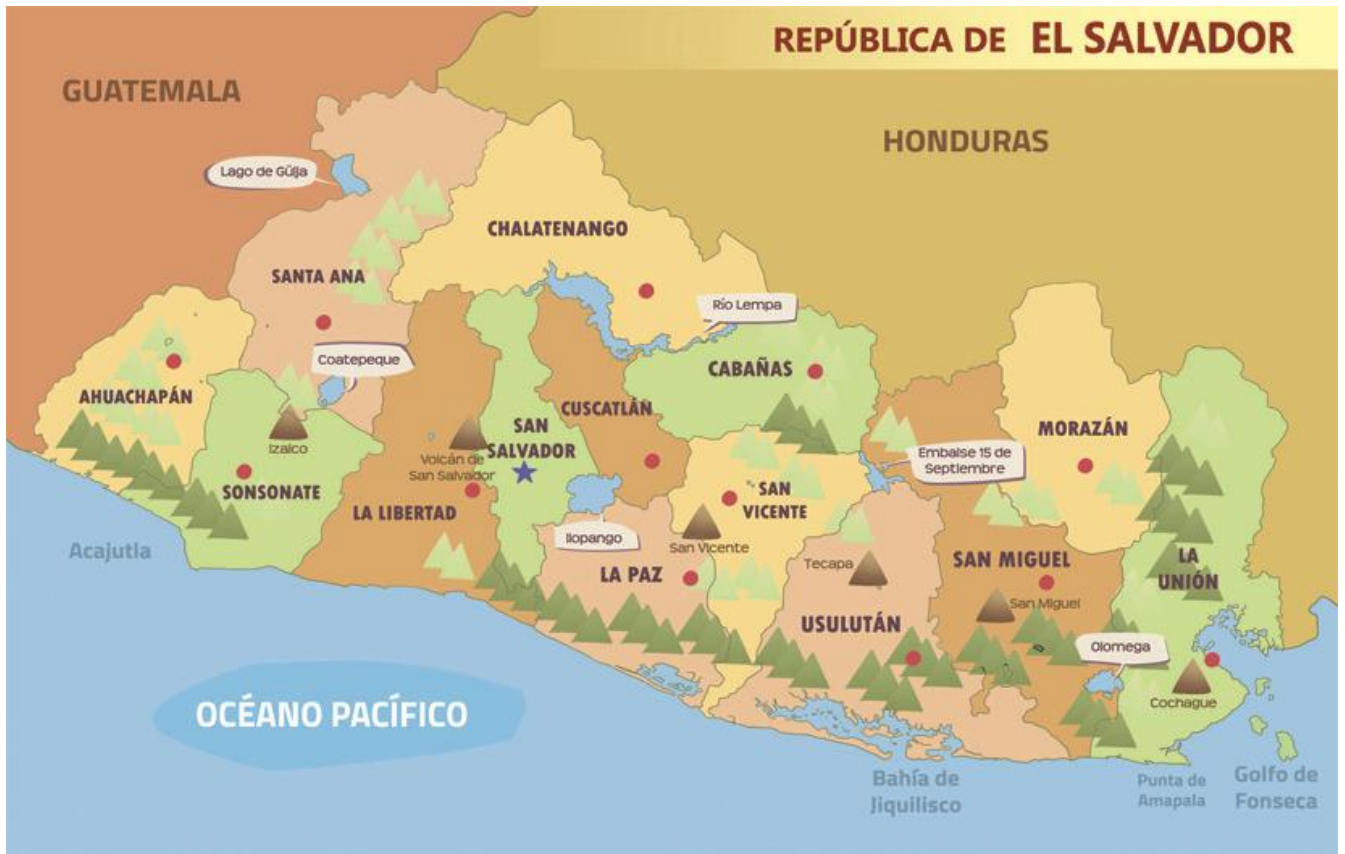 REPÚBLICA DE EL SALVADOR
GUATEMALA
HONDURAS
Lago de Güija
CHALATENANGO
SANTA ANA
Río Lempa
Coatepeque
CABAÑAS
AHUACHAPÁN
CUSCATLÁN
SAN
SALVADOR
MORAZÁN
Izalco
Volcán de
San Salvador
Embalse 15 de
Septiembre
SONSONATE
LA LIBERTAD
SAN
VICENTE
Acajutla
Ilopango
San Vicente
LA PAZ
Tecapa
SAN MIGUEL
LA
UNIÓN
San Miguel
USULUTÁN
Olomega
OCÉANO PACÍFICO
Cochague
Bahía de
Jiquilisco
Punta de
Amapala
Golfo de
Fonseca